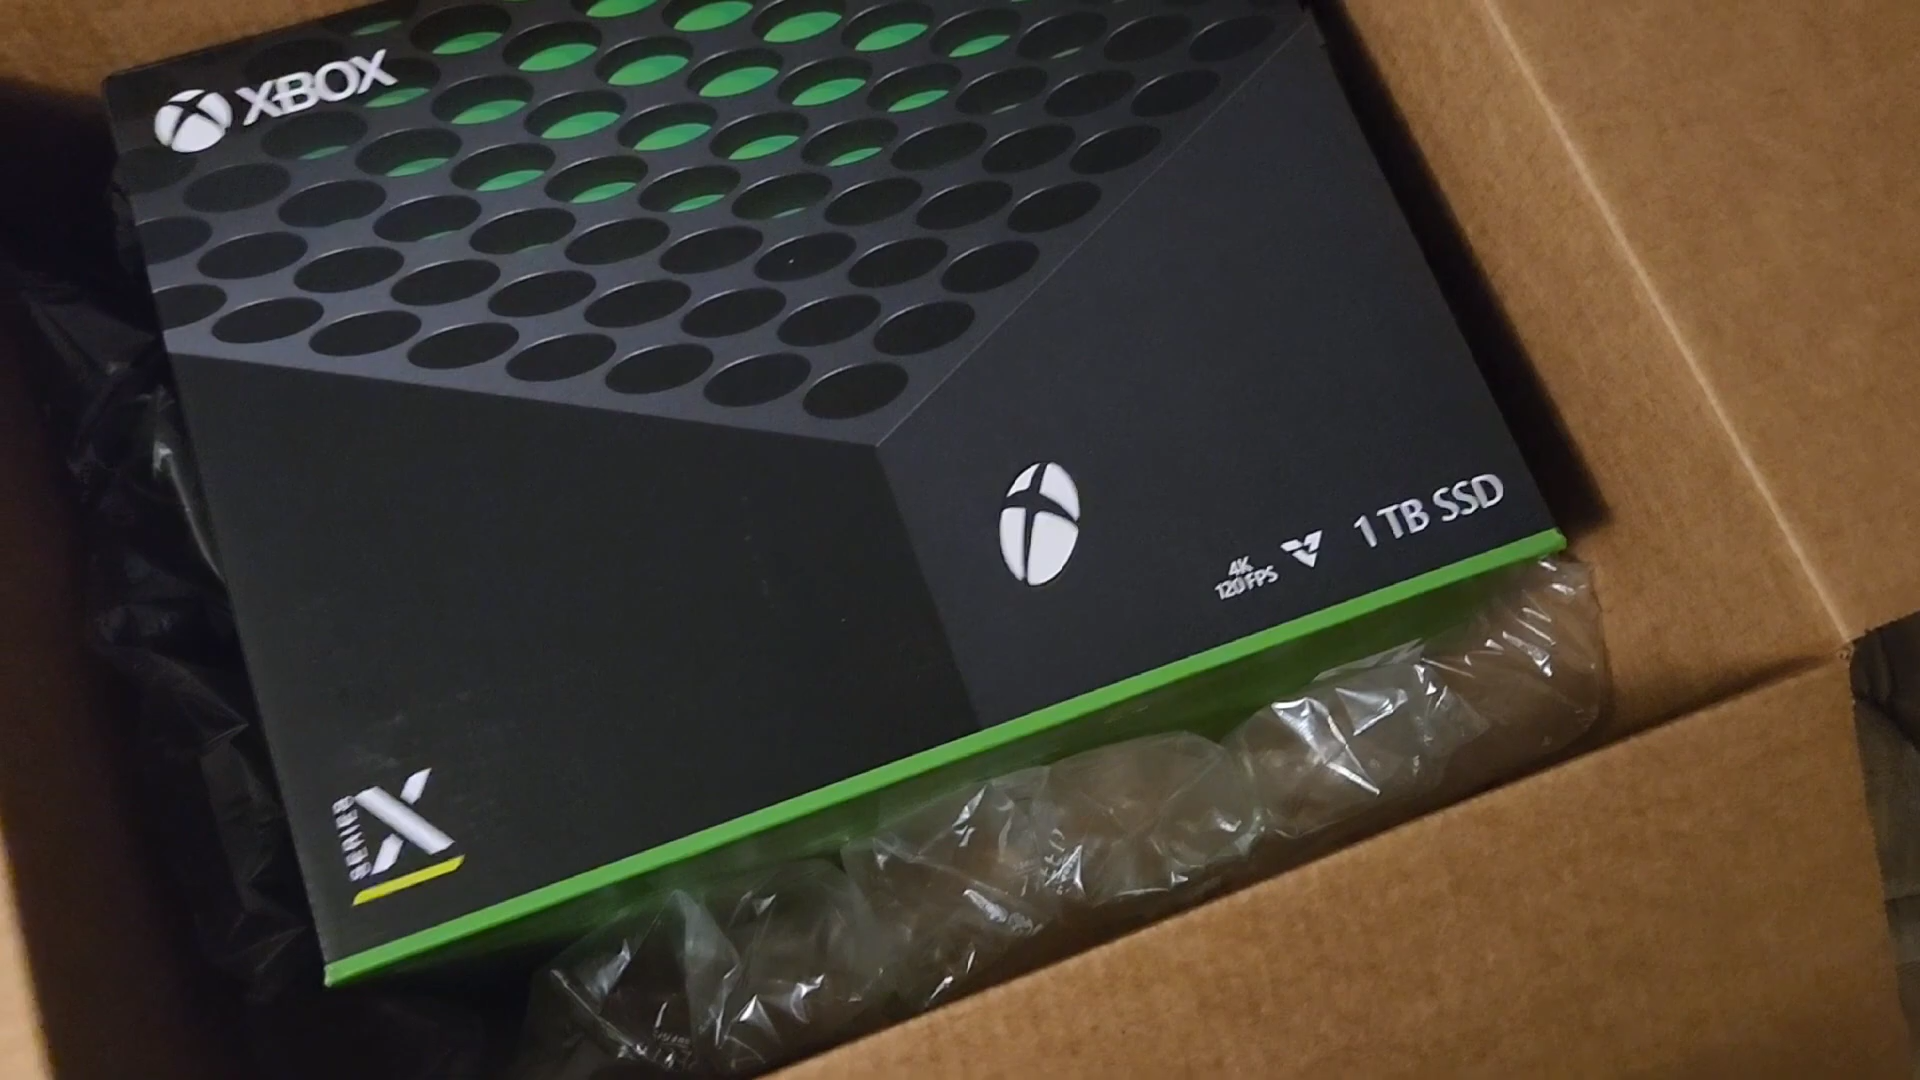 XBOX
4K
120 FPS
1 TB SSD
SERIES
X